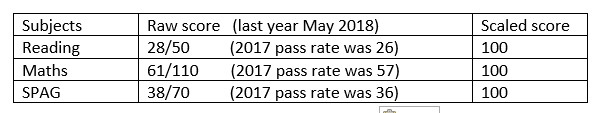 Subjects Raw score (last year May 2018) Scaled score
Reading 28/50 (2017 pass rate was 26) 100
Maths 61/110 (2017 pass rate was 57) 100
SPAG 38/70 (2017 pass rate was 36) 100